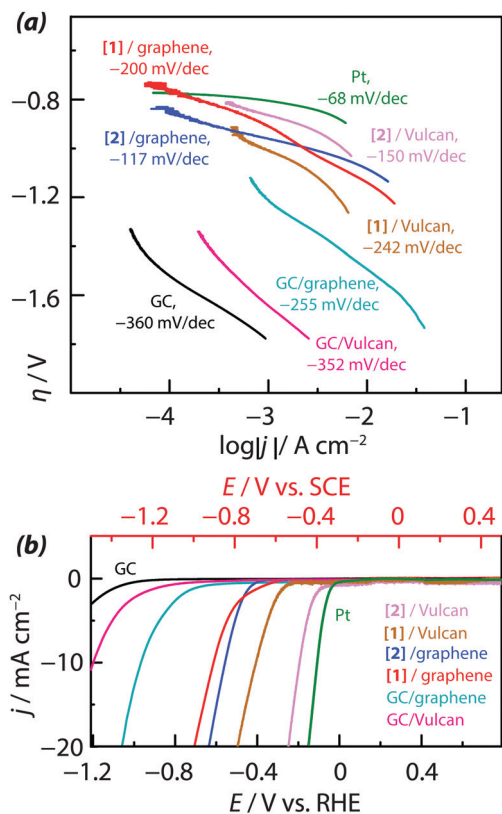 (a)
[1] / graphene,
−200 mV/dec
Pt,
−68 mV/dec
[2] /graphene,
−117 mV/dec
[2] / Vulcan,
−150 mV/dec
[1] / Vulcan,
−242 mV/dec
GC,
−360 mV/dec
GC/graphene,
−255 mV/dec
GC/Vulcan,
−352 mV/dec
−0.8
−1.2
−1.6
η / V
−4 −3 −2 −1
log|j |/ A cm⁻²
(b)
E / V vs. SCE
−1.2 −0.8 −0.4 0 0.4
GC
Pt
[2] / Vulcan
[1] / Vulcan
[2] /graphene
[1] / graphene
GC/graphene
GC/Vulcan
0
−10
−20
j / mA cm⁻²
−1.2 −0.8 −0.4 0 0.4
E / V vs. RHE